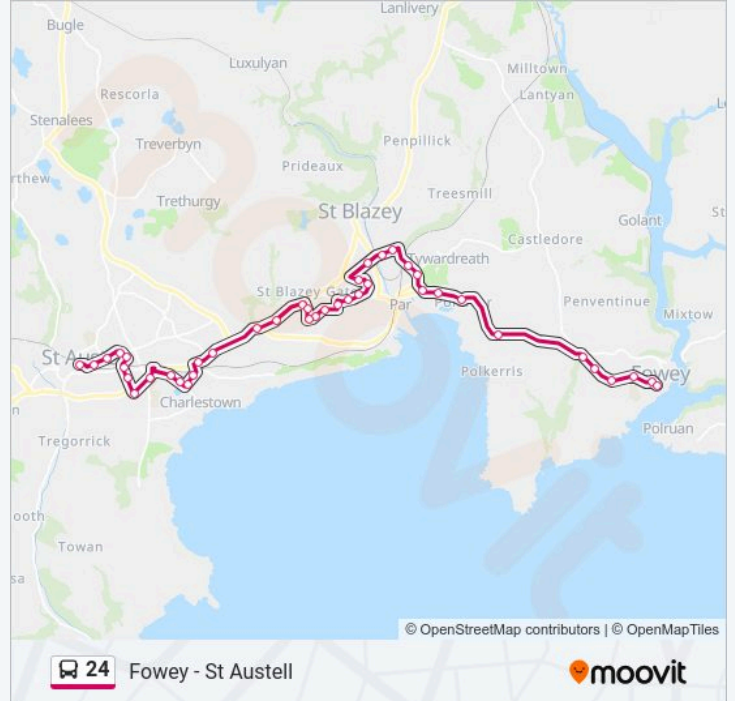 Lanlivery
Bugle
Luxulyan
Milltown
Lantyan
Rescorla
Stenalees
Penpillick
Treverbyn
rthew
Prideaux
Trethurgy
Treesmill
St Blazey
Golant
St
Castledore
Tywardreath
St Blazey Gate
Par
Penventinue
Mixtow
St Aus
Polkerris
Fowey
Charlestown
Polruan
Tregorrick
ooth
Towan
sa
© OpenStreetMap contributors | © OpenMapTiles
24 Fowey - St Austell
moovit